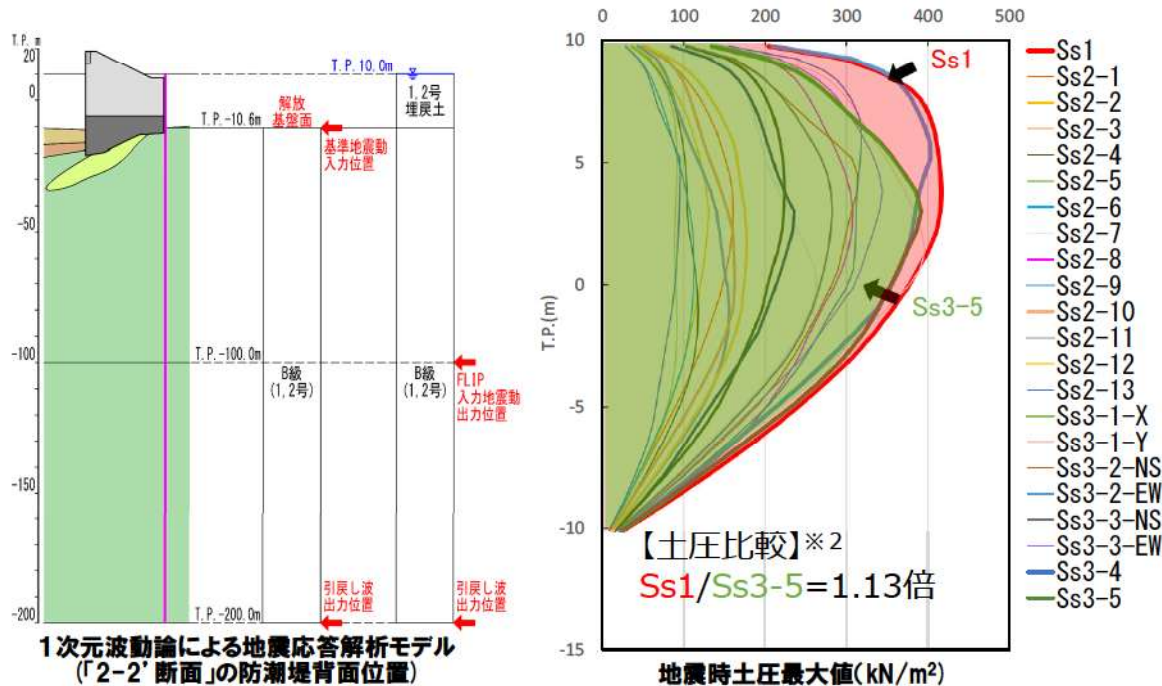 T.P. m
20
0
-50
-100
-150
-200
T.P.10.0m
1,2号
埋戻土
解放
基盤面
T.P.-10.6m
基準地震動
入力位置
T.P.-100.0m
B級
(1,2号)
B級
(1,2号)
FLIP
入力地震動
出力位置
引戻し波
出力位置
引戻し波
出力位置
T.P.-200.0m
1次元波動論による地震応答解析モデル
(「2-2’断面」の防潮堤背面位置)
0 100 200 300 400 500
10
5
0
-5
-10
-15
T.P.(m)
Ss1
Ss3-5
【土圧比較】※2
Ss1/Ss3-5=1.13倍
地震時土圧最大値(kN/m²)
Ss1
Ss2-1
Ss2-2
Ss2-3
Ss2-4
Ss2-5
Ss2-6
Ss2-7
Ss2-8
Ss2-9
Ss2-10
Ss2-11
Ss2-12
Ss2-13
Ss3-1-X
Ss3-1-Y
Ss3-2-NS
Ss3-2-EW
Ss3-3-NS
Ss3-3-EW
Ss3-4
Ss3-5